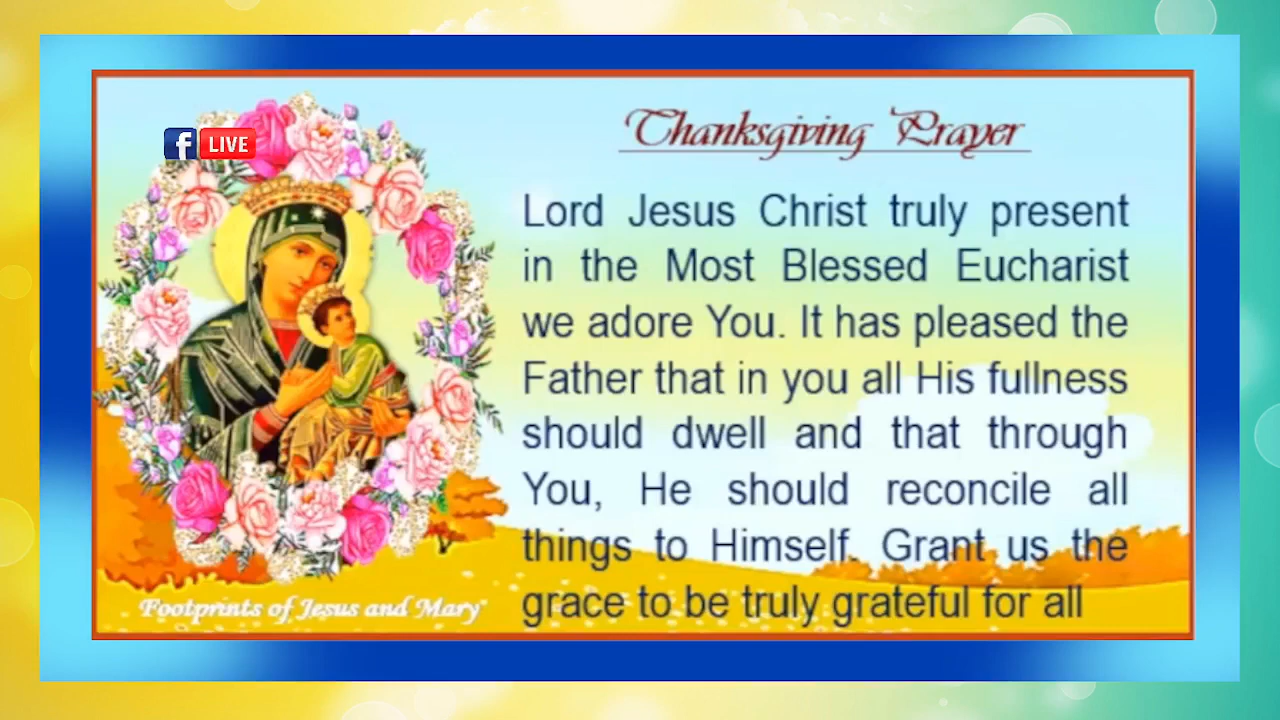 f LIVE
Thanksgiving Prayer
Lord Jesus Christ truly present
in the Most Blessed Eucharist
we adore You. It has pleased the
Father that in you all His fullness
should dwell and that through
You, He should reconcile all
things to Himself. Grant us the
grace to be truly grateful for all
Footprints of Jesus and Mary